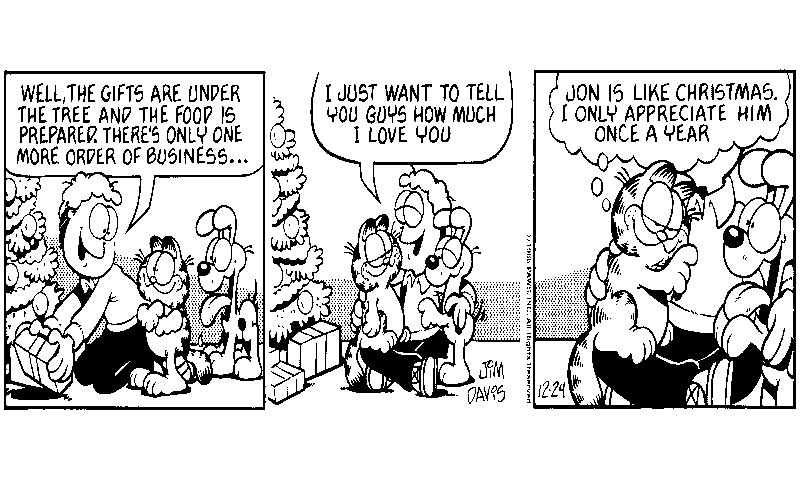 WELL, THE GIFTS ARE UNDER
THE TREE AND THE FOOD IS
PREPARED. THERE'S ONLY ONE
MORE ORDER OF BUSINESS...
I JUST WANT TO TELL
YOU GUYS HOW MUCH
I LOVE YOU
JIM
DAVIS
JON IS LIKE CHRISTMAS.
I ONLY APPRECIATE HIM
ONCE A YEAR
12-24